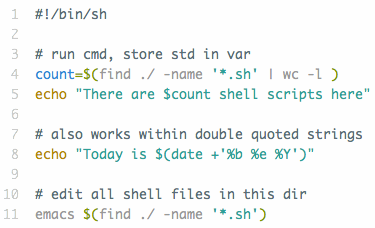 1 #!/bin/sh
2
3 # run cmd, store std in var
4 count=$(find ./ -name '*.sh' | wc -l )
5 echo "There are $count shell scripts here"
6
7 # also works within double quoted strings
8 echo "Today is $(date +'%b %e %Y')"
9
10 # edit all shell files in this dir
11 emacs $(find ./ -name '*.sh')